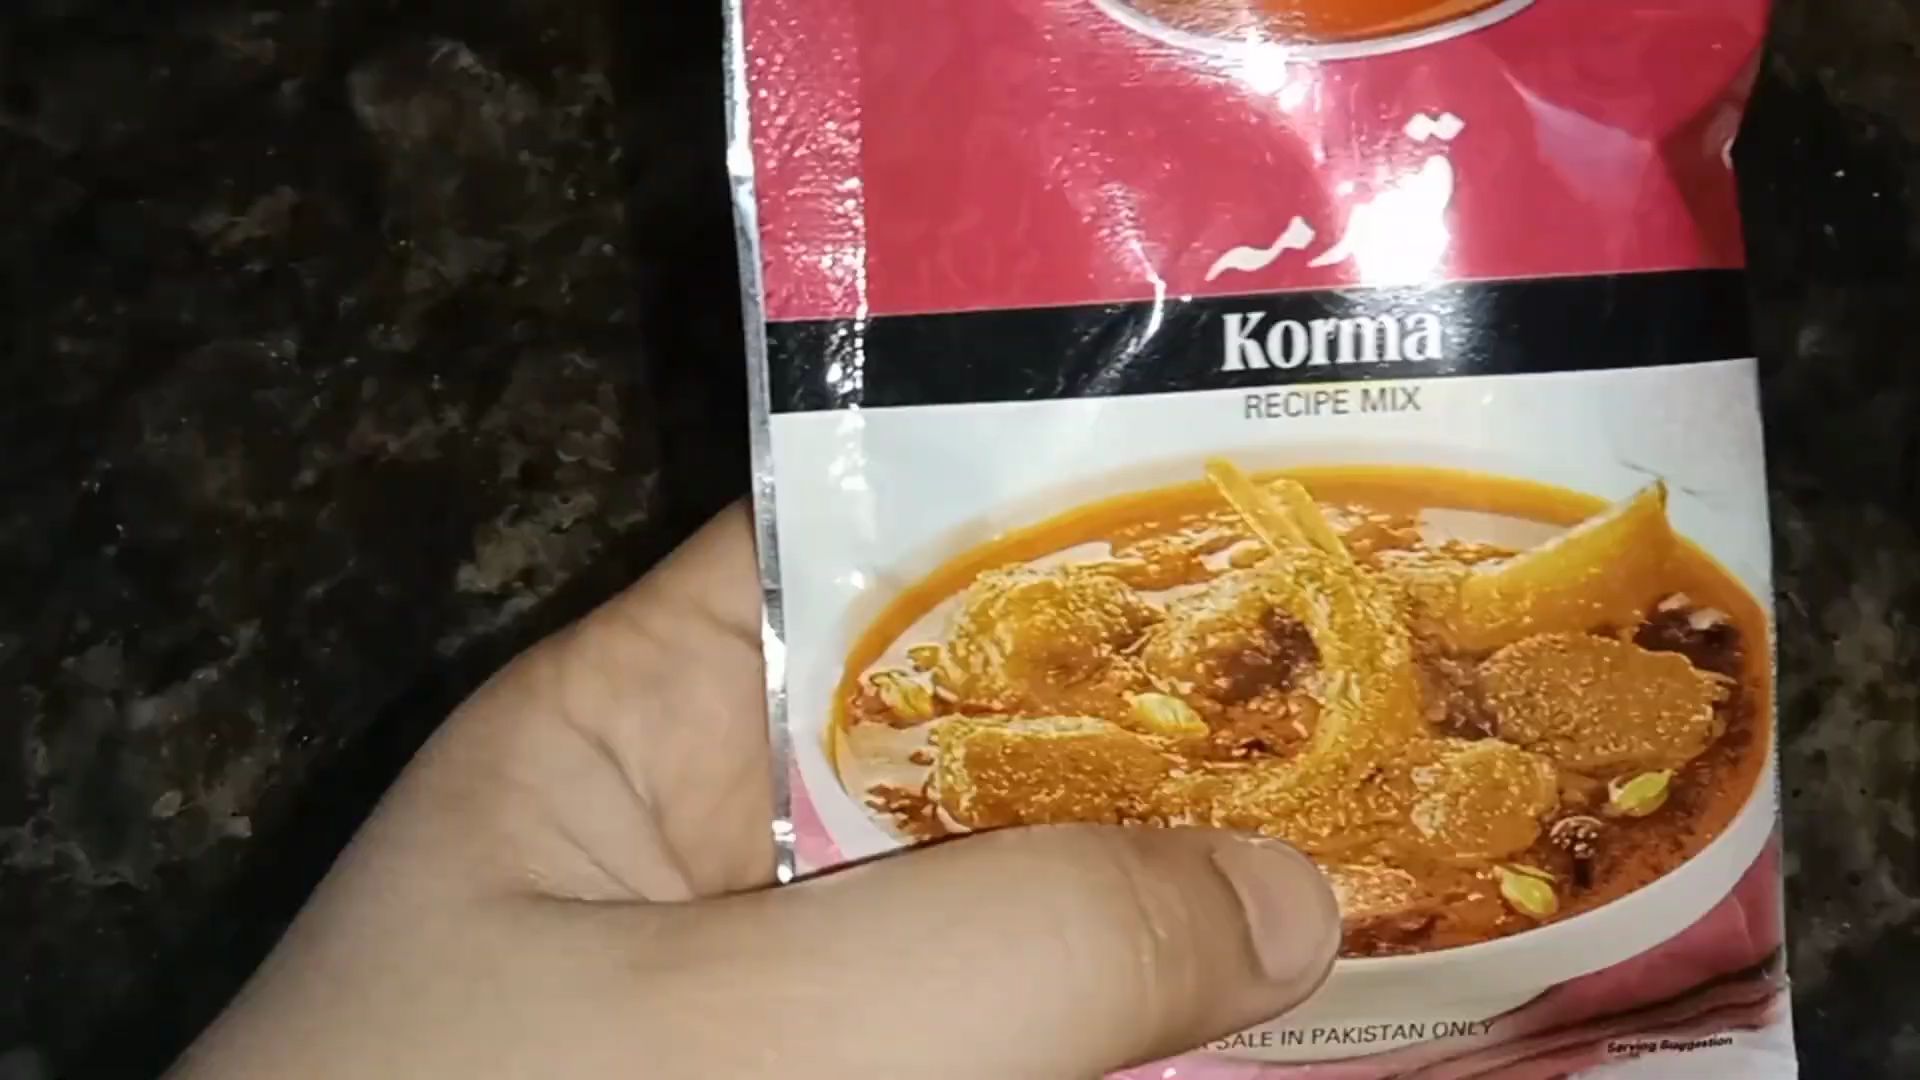 قورمہ
Korma
RECIPE MIX
SALE IN PAKISTAN ONLY
Serving Suggestion